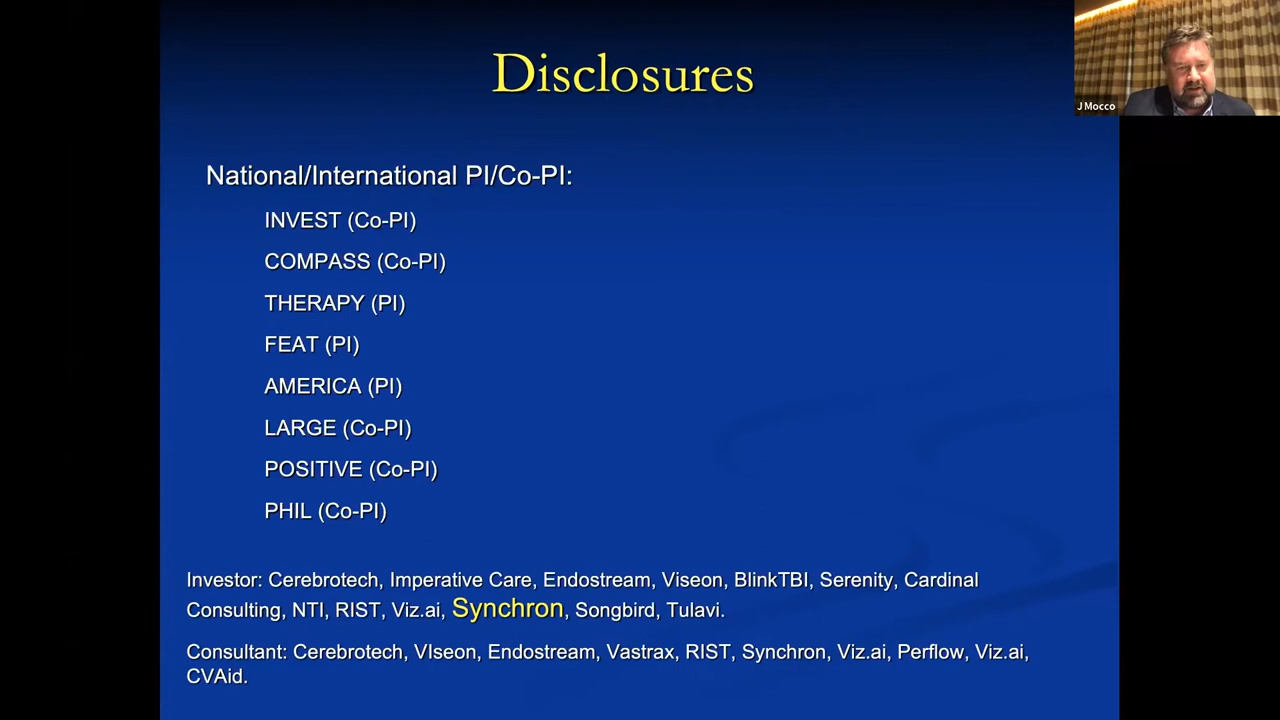 Disclosures
J Mocco
National/International PI/Co-PI:
INVEST (Co-PI)
COMPASS (Co-PI)
THERAPY (PI)
FEAT (PI)
AMERICA (PI)
LARGE (Co-PI)
POSITIVE (Co-PI)
PHIL (Co-PI)
Investor: Cerebrotech, Imperative Care, Endostream, Viseon, BlinkTBI, Serenity, Cardinal
Consulting, NTI, RIST, Viz.ai, Synchron, Songbird, Tulavi.
Consultant: Cerebrotech, VIseon, Endostream, Vastrax, RIST, Synchron, Viz.ai, Perflow, Viz.ai,
CVAid.